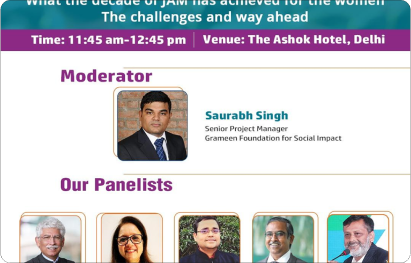 What the decade of JAM has achieved for the women
The challenges and way ahead
Time: 11:45 am–12:45 pm | Venue: The Ashok Hotel, Delhi
Moderator
Saurabh Singh
Senior Project Manager
Grameen Foundation for Social Impact
Our Panelists